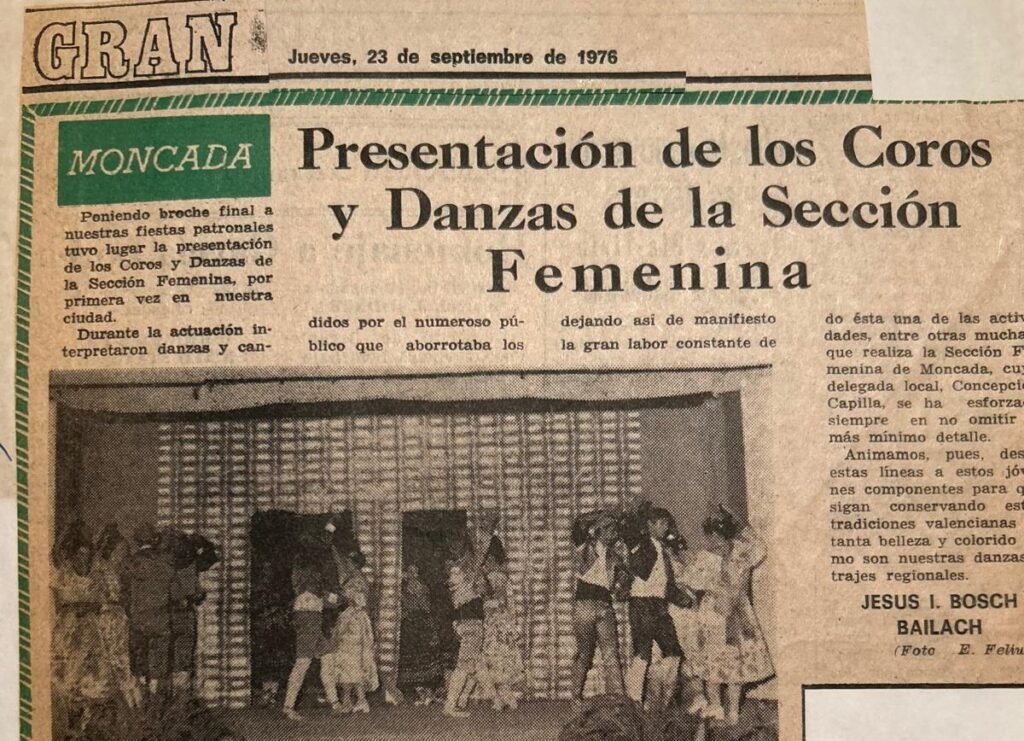 GRAN
Jueves, 23 de septiembre de 1976
MONCADA
Presentación de los Coros
y Danzas de la Sección
Femenina
Poniendo broche final a
nuestras fiestas patronales
tuvo lugar la presentación
de los Coros y Danzas de
la Sección Femenina, por
primera vez en nuestra
ciudad.
Durante la actuación in-
terpretaron danzas y can-
didos por el numeroso pú-
blico que aborrotaba los
dejando así de manifiesto
la gran labor constante de
do ésta una de las activ
dades, entre otras mucha
que realiza la Sección F
menina de Moncada, cuy
delegada local, Concepció
Capilla, se ha esforza
siempre en no omitir
más mínimo detalle.
Animamos, pues, des
estas líneas a estos jóv
nes componentes para q
sigan conservando est
tradiciones valencianas
tanta belleza y colorido
mo son nuestras danzas
trajes regionales.
JESUS I. BOSCH
BAILACH
(Foto E. Feliu